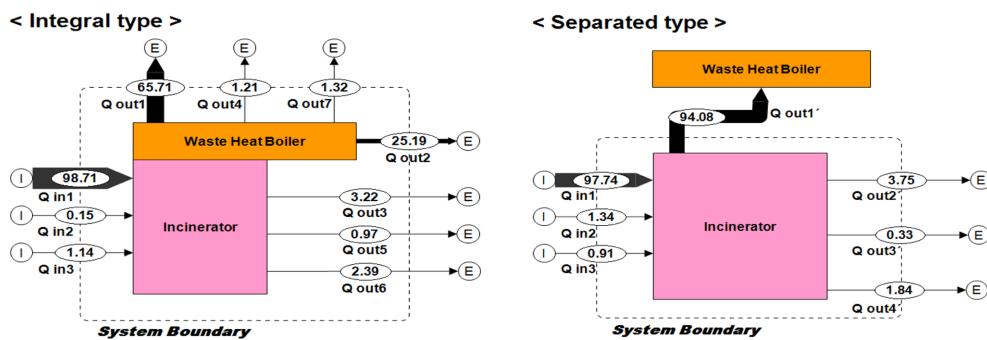 < Integral type >
E
E
E
65.71
1.21
1.32
Q out1
Q out4
Q out7
Waste Heat Boiler
25.19
E
Q out2
I
98.71
Q in1
I
0.15
Q in2
I
1.14
Q in3
Incinerator
3.22
E
Q out3
0.97
E
Q out5
2.39
E
Q out6
System Boundary
< Separated type >
Waste Heat Boiler
94.08
Q out1´
I
97.74
Q in1
I
1.34
Q in2
I
0.91
Q in3
Incinerator
3.75
E
Q out2
0.33
E
Q out3´
1.84
E
Q out4´
System Boundary